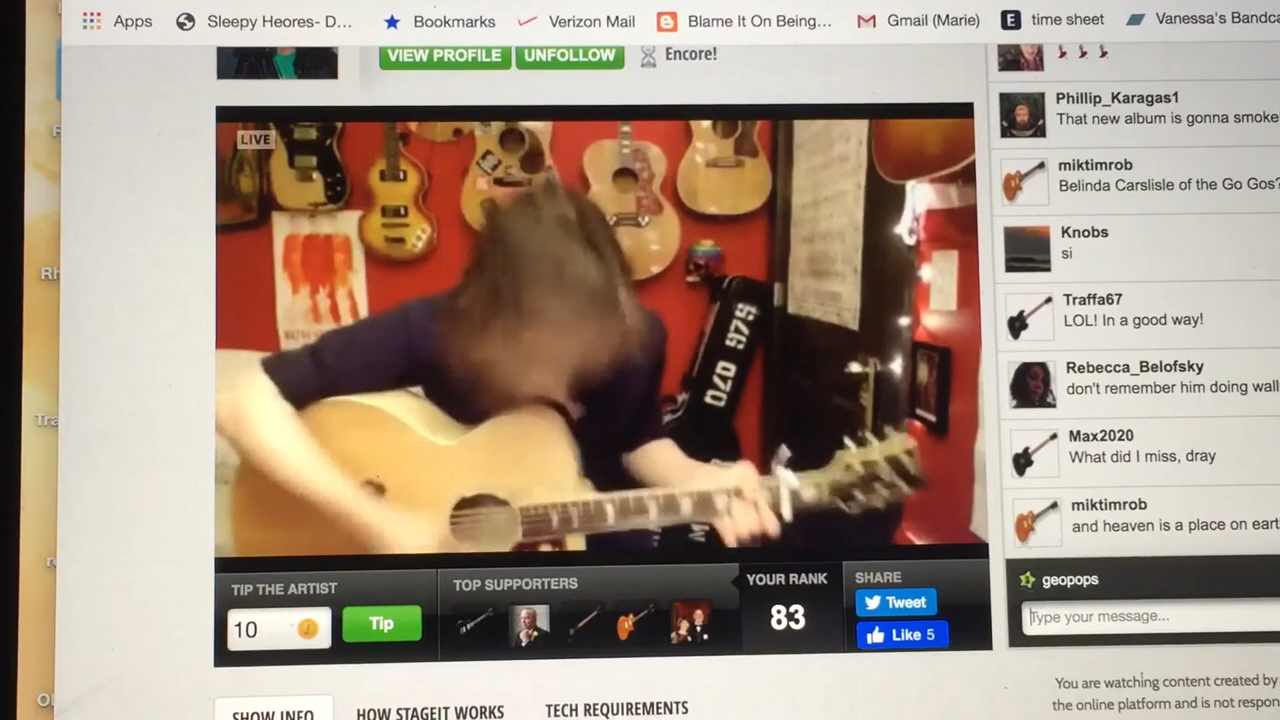 Apps
Sleepy Heores- D...
Bookmarks
Verizon Mail
Blame It On Being...
Gmail (Marie)
time sheet
Vanessa's Bandca
VIEW PROFILE
UNFOLLOW
Encore!
LIVE
OLD 97S
Phillip_Karagas1
That new album is gonna smoke
miktimrob
Belinda Carslisle of the Go Gos?
Knobs
si
Traffa67
LOL! In a good way!
Rebecca_Belofsky
don't remember him doing wall
Max2020
What did I miss, dray
miktimrob
and heaven is a place on eart
geopops
Type your message...
TIP THE ARTIST
10
Tip
TOP SUPPORTERS
YOUR RANK
83
SHARE
Tweet
Like 5
You are watching content created by
the online platform and is not respon
SHOW INFO
HOW STAGEIT WORKS
TECH REQUIREMENTS